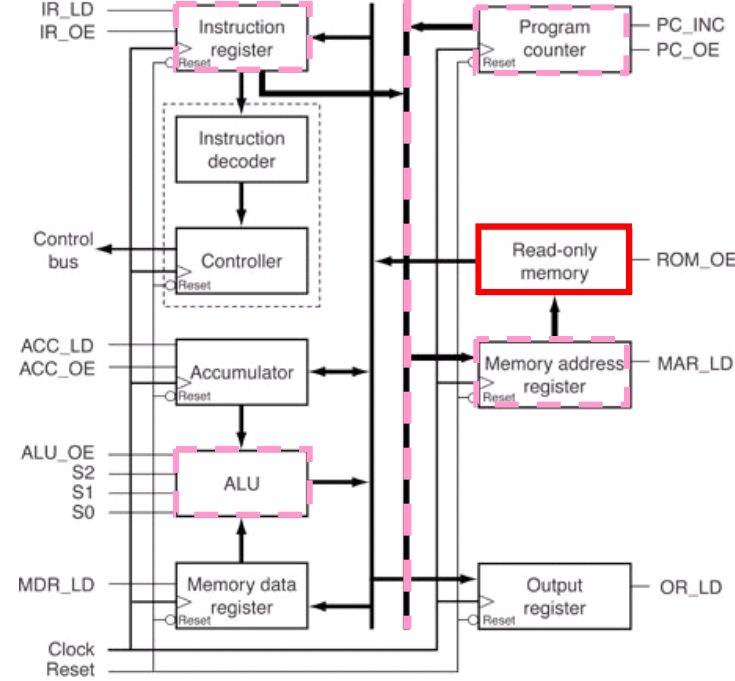 IR_LD
IR_OE
Instruction
register
Reset
Program
counter
Reset
PC_INC
PC_OE
Instruction
decoder
Control
bus
Controller
Reset
Read-only
memory
ROM_OE
ACC_LD
ACC_OE
Accumulator
Reset
Memory address
register
Reset
MAR_LD
ALU_OE
S2
S1
S0
ALU
MDR_LD
Memory data
register
Reset
Output
register
Reset
OR_LD
Clock
Reset